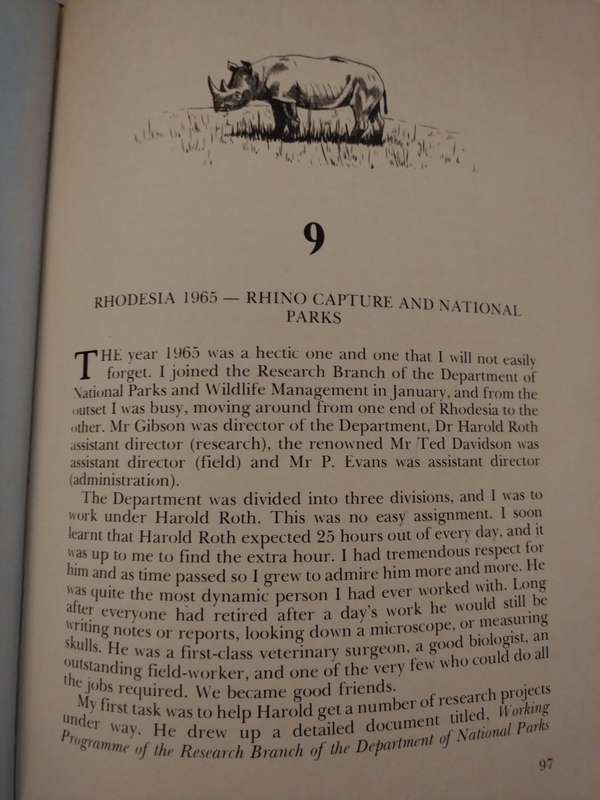 9
RHODESIA 1965 — RHINO CAPTURE AND NATIONAL
PARKS
THE year 1965 was a hectic one and one that I will not easily
forget. I joined the Research Branch of the Department of
National Parks and Wildlife Management in January, and from the
outset I was busy, moving around from one end of Rhodesia to the
other. Mr Gibson was director of the Department, Dr Harold Roth
assistant director (research), the renowned Mr Ted Davidson was
assistant director (field) and Mr P. Evans was assistant director
(administration).
The Department was divided into three divisions, and I was to
work under Harold Roth. This was no easy assignment. I soon
learnt that Harold Roth expected 25 hours out of every day, and it
was up to me to find the extra hour. I had tremendous respect for
him and as time passed so I grew to admire him more and more. He
was quite the most dynamic person I had ever worked with. Long
after everyone had retired after a day's work he would still be
writing notes or reports, looking down a microscope, or measuring
skulls. He was a first-class veterinary surgeon, a good biologist, an
outstanding field-worker, and one of the very few who could do all
the jobs required. We became good friends.
My first task was to help Harold get a number of research projects
under way. He drew up a detailed document titled, Working
Programme of the Research Branch of the Department of National Parks
97